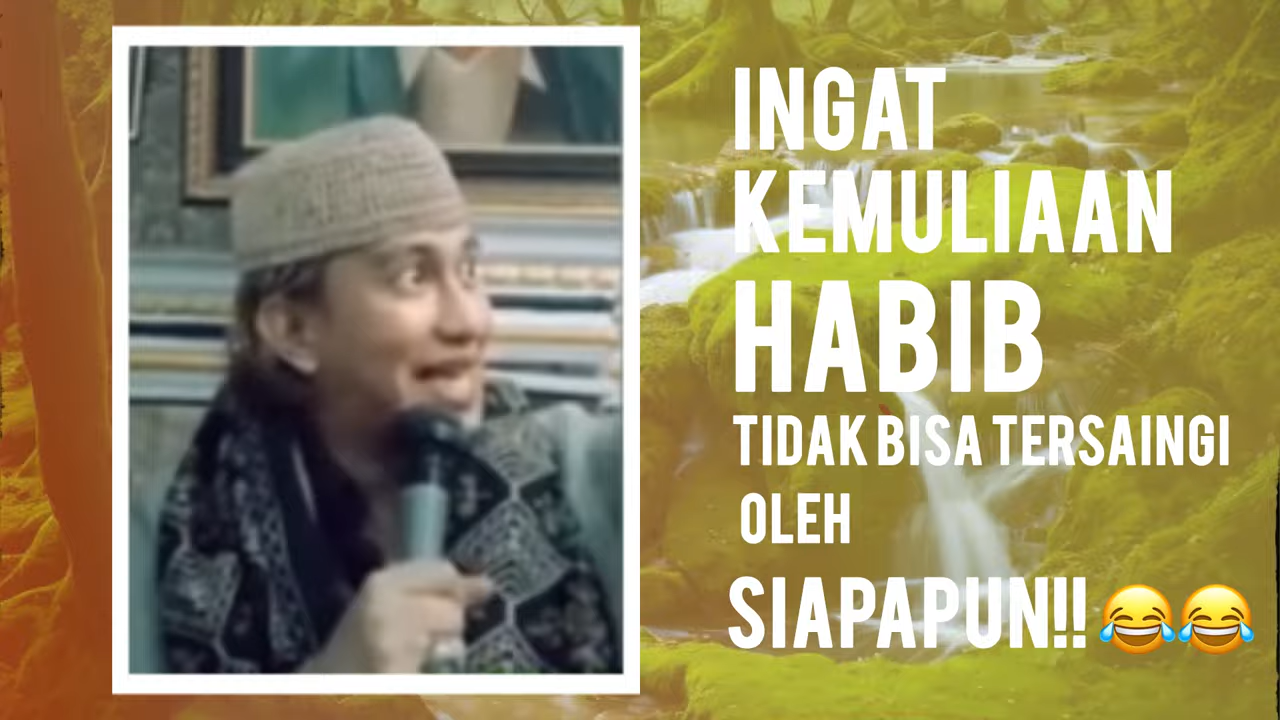 INGAT
KEMULIAAN
HABIB
TIDAK BISA TERSAINGI
OLEH
SIAPAPUN!! 😂😂